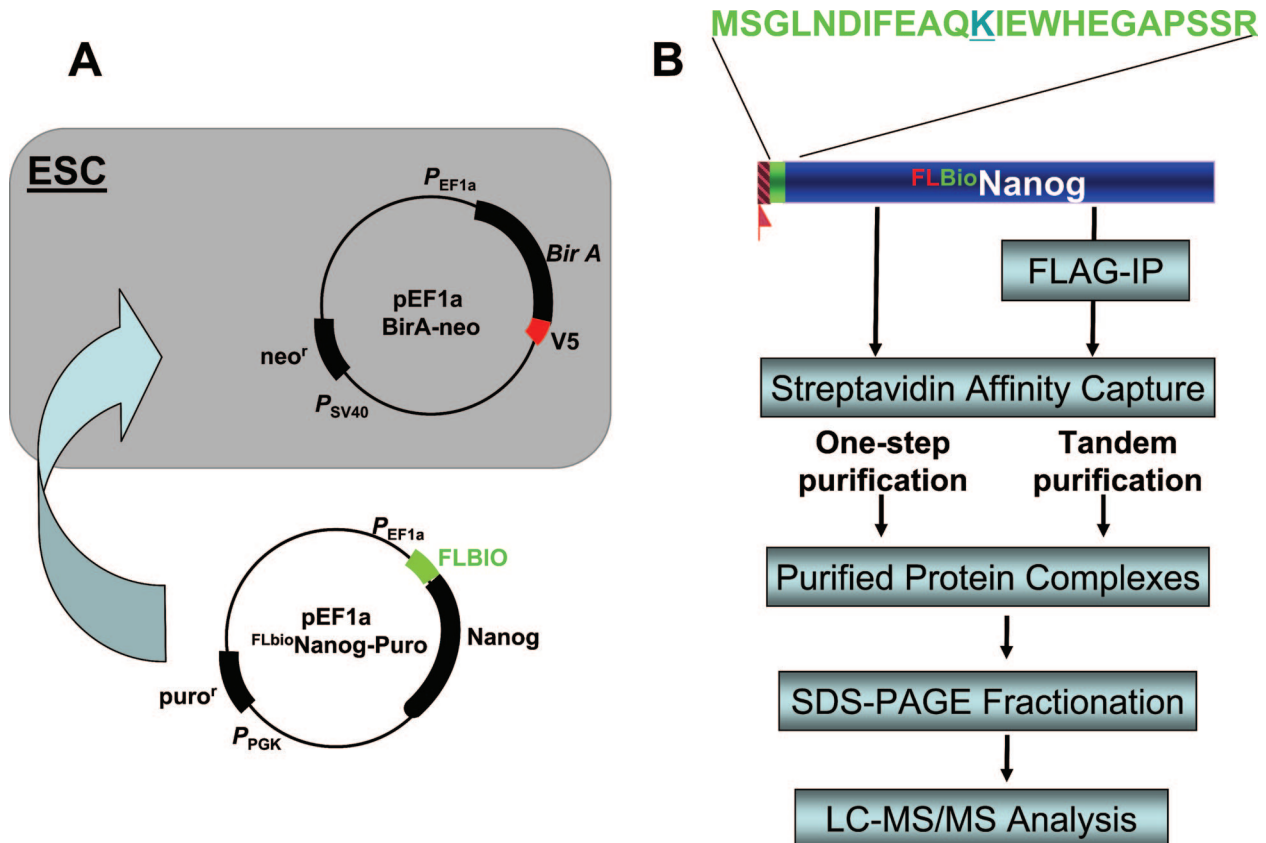 A
ESC
PEF1a
Bir A
pEF1a
BirA-neo
V5
neor
PSV40
PEF1a
FLBIO
pEF1a
FLbioNanog-Puro
Nanog
puror
PPGK
B
MSGLNDIFEAQKIEWHEGAPSSR
FLBioNanog
FLAG-IP
Streptavidin Affinity Capture
One-step
purification
Tandem
purification
Purified Protein Complexes
SDS-PAGE Fractionation
LC-MS/MS Analysis